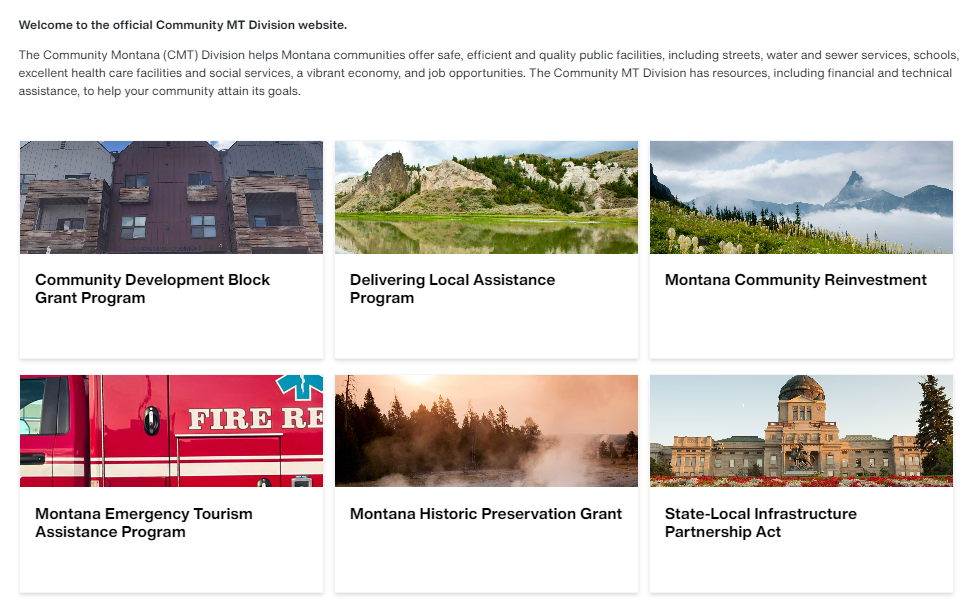 Welcome to the official Community MT Division website.
The Community Montana (CMT) Division helps Montana communities offer safe, efficient and quality public facilities, including streets, water and sewer services, schools,
excellent health care facilities and social services, a vibrant economy, and job opportunities. The Community MT Division has resources, including financial and technical
assistance, to help your community attain its goals.
Community Development Block
Grant Program
Delivering Local Assistance
Program
Montana Community Reinvestment
FIRE RE
Montana Emergency Tourism
Assistance Program
Montana Historic Preservation Grant
State-Local Infrastructure
Partnership Act